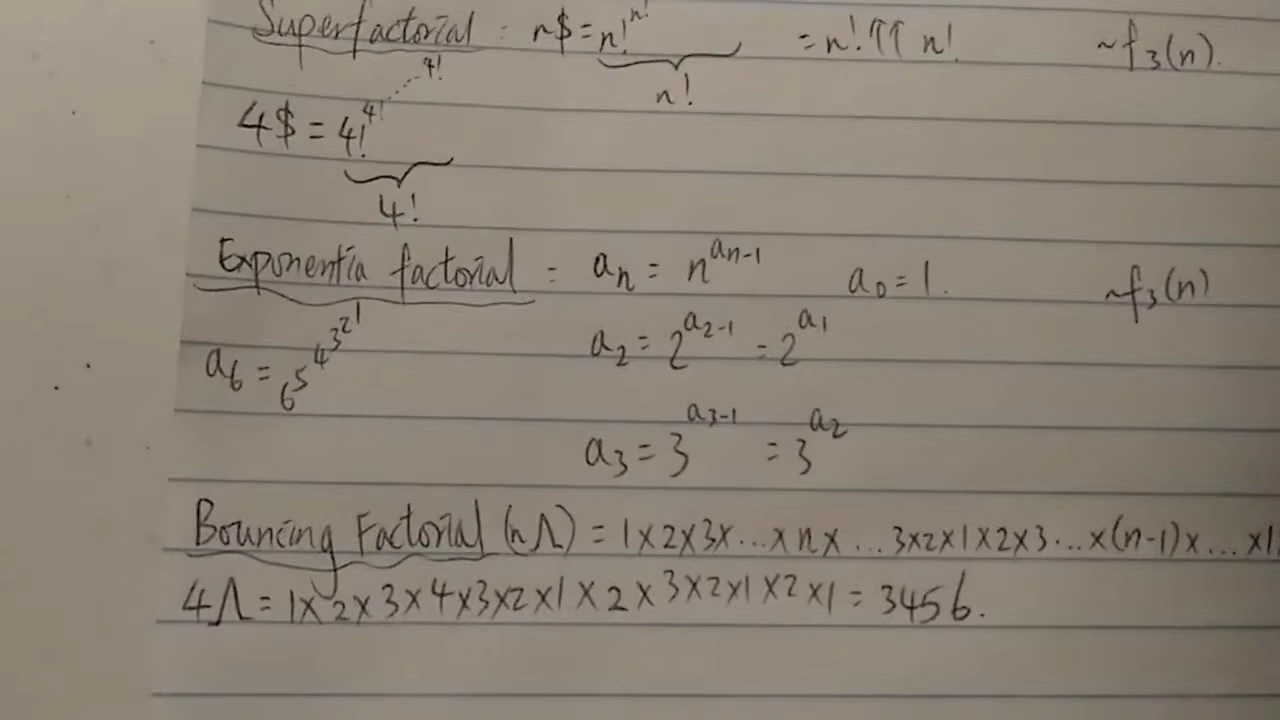 Superfactorial : n$ = n!^n! = n!↑↑ n! ~f₃(n).
n!
4!
4$ = 4!^4!
4!
Exponentia factorial = aₙ = n^aₙ₋₁ a₀ = 1. ~f₃(n)
a₆ = 6^5^4^3^2^1 a₂ = 2^a₂₋₁ = 2^a₁
a₃ = 3^a₃₋₁ = 3^a₂
Bouncing Factorial (nΛ) = 1×2×3×...×n×...3×2×1×2×3...×(n-1)×...×1
4Λ = 1×2×3×4×3×2×1×2×3×2×1×2×1 = 3456.